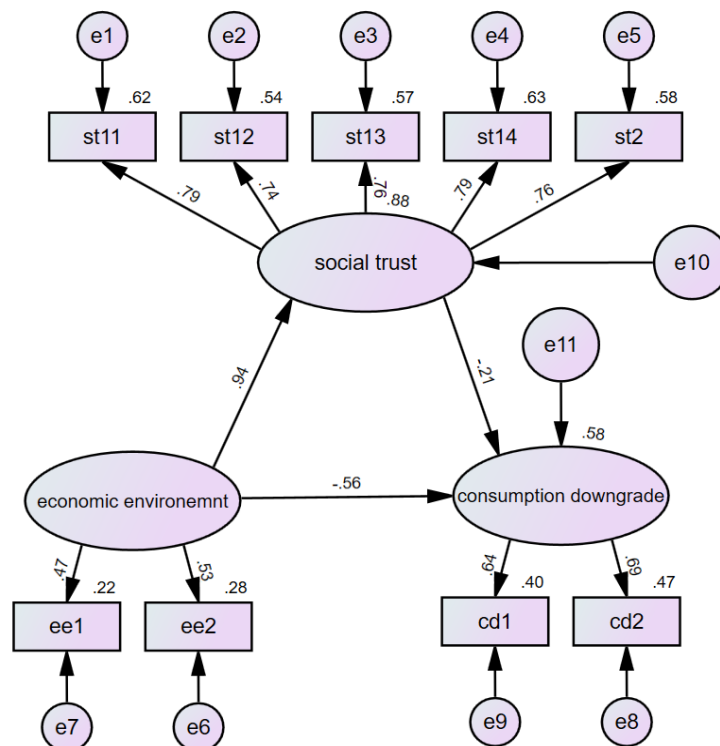 e1
e2
e3
e4
e5
.62
.54
.57
.63
.58
st11
st12
st13
st14
st2
.79
.74
.76
.79
.76
.88
social trust
e10
e11
.94
-.21
.58
economic environemnt
-.56
consumption downgrade
.47
.53
.64
.69
.22
.28
.40
.47
ee1
ee2
cd1
cd2
e7
e6
e9
e8